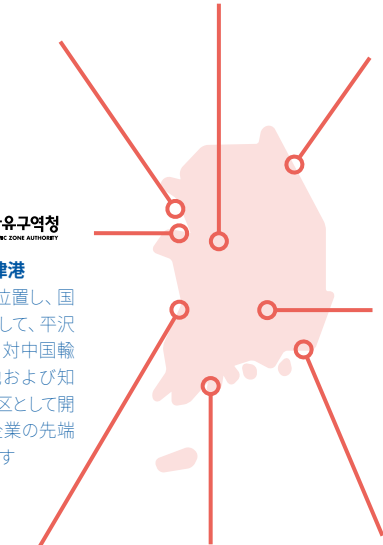 유구역청
IC ZONE AUTHORITY
津港
位置し、国
して、平沢
対中国輸
および知
区として開
企業の先端
す